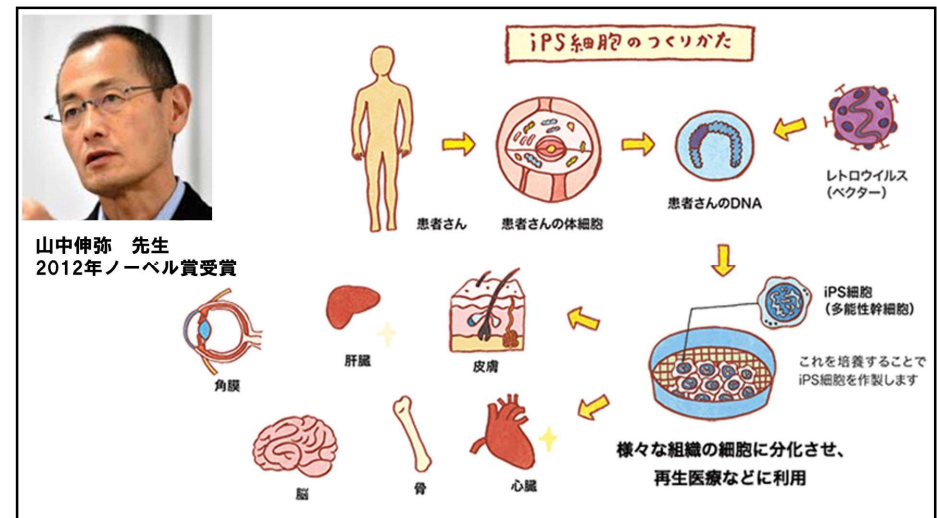 iPS細胞のつくりかた
山中伸弥　先生
2012年ノーベル賞受賞
患者さん
患者さんの体細胞
患者さんのDNA
レトロウイルス
(ベクター)
iPS細胞
(多能性幹細胞)
これを培養することで
iPS細胞を作製します
様々な組織の細胞に分化させ、
再生医療などに利用
角膜
肝臓
皮膚
脳
骨
心臓